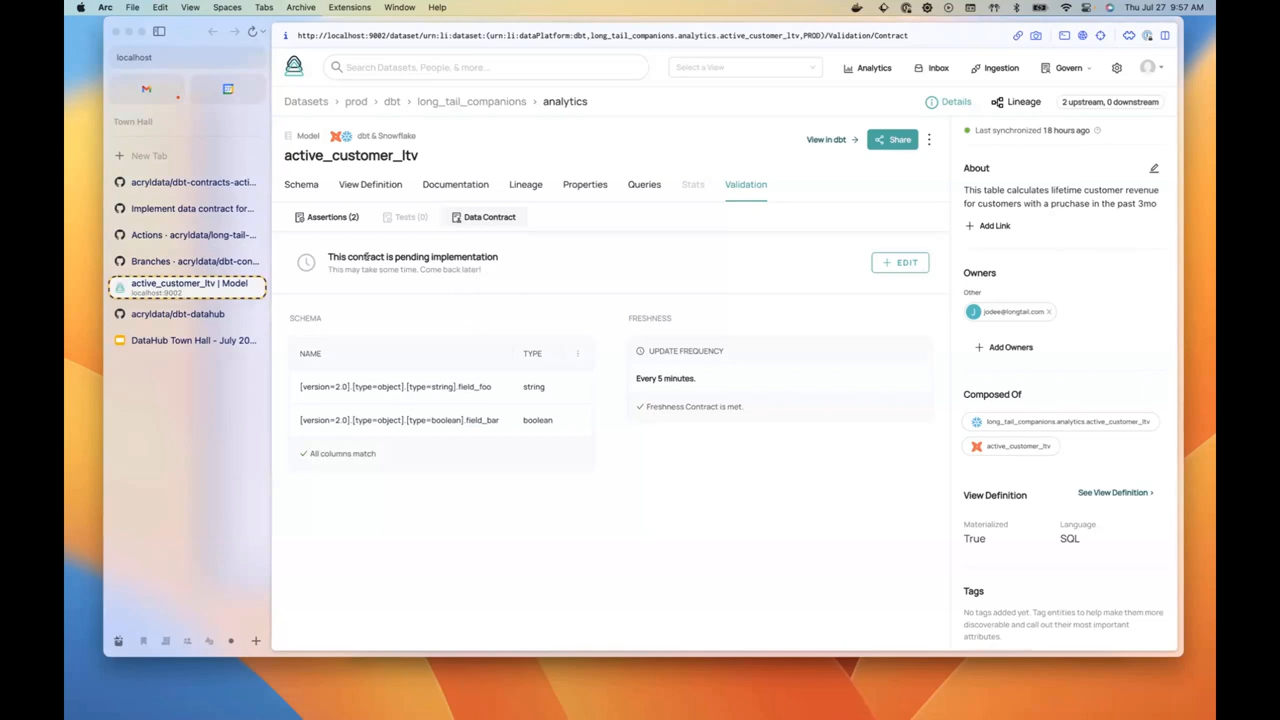 Arc File Edit View Spaces Tabs Archive Extensions Window Help Thu Jul 27 9:57 AM
http://localhost:9002/dataset/urn:li:dataset:(urn:li:dataPlatform:dbt,long_tail_companions.analytics.active_customer_ltv,PROD)/Validation/Contract
localhost
Town Hall
New Tab
acryldata/dbt-contracts-acti...
Implement data contract for...
Actions · acryldata/long-tail-...
Branches · acryldata/dbt-con...
active_customer_ltv | Model
localhost:9002
acryldata/dbt-datahub
DataHub Town Hall - July 20...
Search Datasets, People, & more...
Select a View
Analytics Inbox Ingestion Govern
Datasets > prod > dbt > long_tail_companions > analytics
Details Lineage 2 upstream, 0 downstream
Model dbt & Snowflake
active_customer_ltv
View in dbt → Share
Schema View Definition Documentation Lineage Properties Queries Stats Validation
Assertions (2) Tests (0) Data Contract
This contract is pending implementation
This may take some time. Come back later!
+ EDIT
SCHEMA
NAME TYPE
[version=2.0].[type=object].[type=string].field_foo string
[version=2.0].[type=object].[type=boolean].field_bar boolean
✓ All columns match
FRESHNESS
UPDATE FREQUENCY
Every 5 minutes.
✓ Freshness Contract is met.
Last synchronized 18 hours ago
About
This table calculates lifetime customer revenue
for customers with a pruchase in the past 3mo
+ Add Link
Owners
Other
J jodee@longtail.com ×
+ Add Owners
Composed Of
long_tail_companions.analytics.active_customer_ltv
active_customer_ltv
View Definition See View Definition >
Materialized Language
True SQL
Tags
No tags added yet. Tag entities to help make them more
discoverable and call out their most important
attributes.